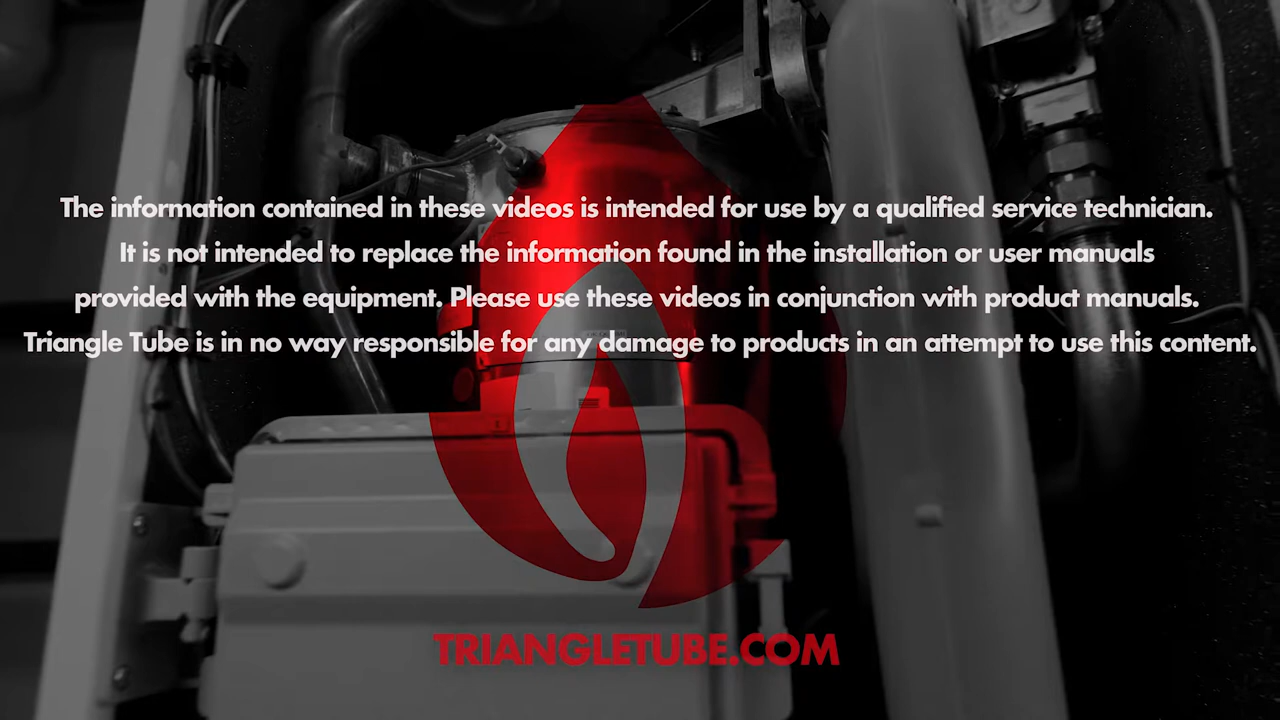 The information contained in these videos is intended for use by a qualified service technician.
It is not intended to replace the information found in the installation or user manuals
provided with the equipment. Please use these videos in conjunction with product manuals.
Triangle Tube is in no way responsible for any damage to products in an attempt to use this content.
TRIANGLETUBE.COM